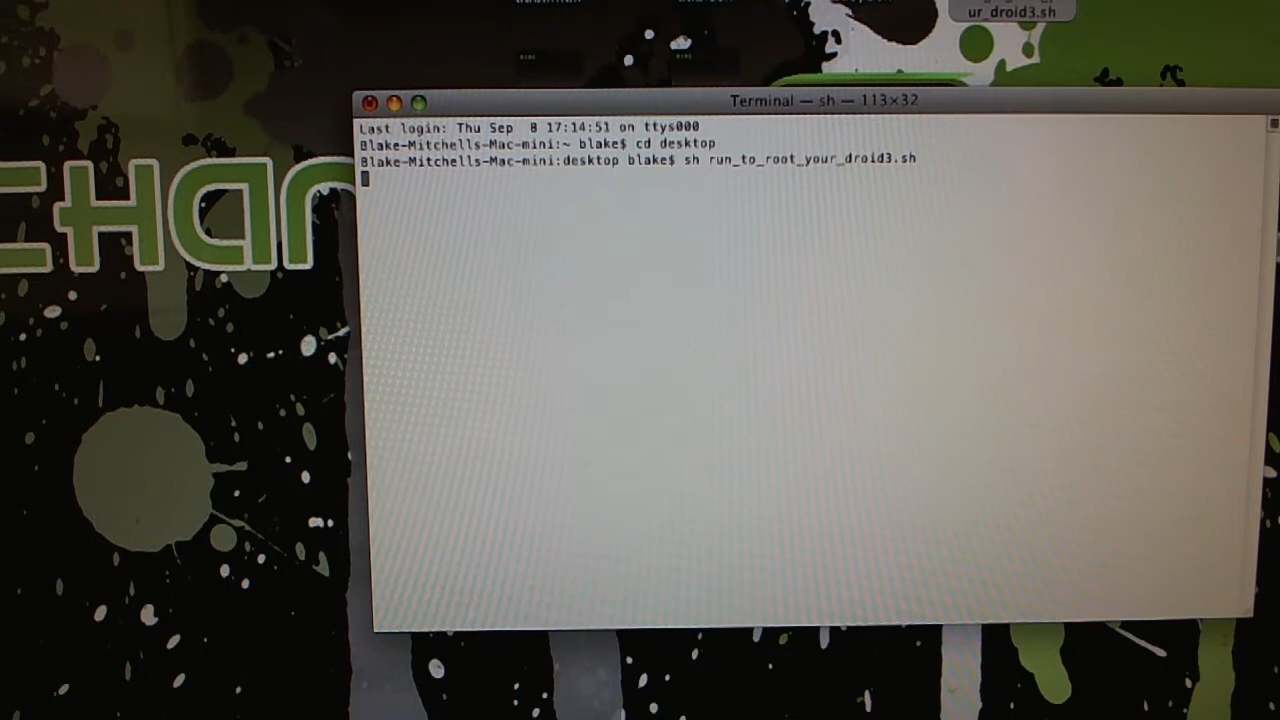 ur_droid3.sh
Terminal — sh — 113×32
Last login: Thu Sep  8 17:14:51 on ttys000
Blake-Mitchells-Mac-mini:~ blake$ cd desktop
Blake-Mitchells-Mac-mini:desktop blake$ sh run_to_root_your_droid3.sh